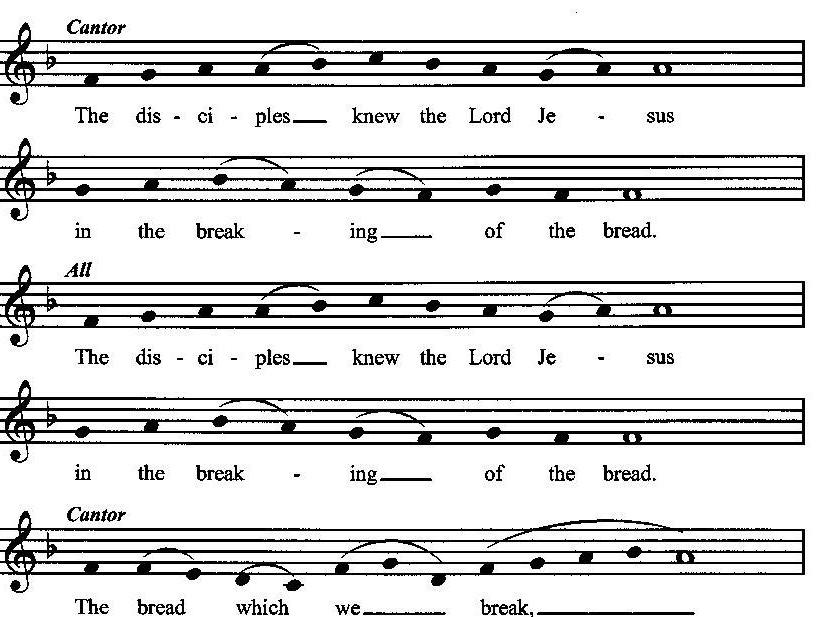 Cantor
The dis - ci - ples___ knew the Lord Je - sus
in the break - ing___ of the bread.
All
The dis - ci - ples___ knew the Lord Je - sus
in the break - ing___ of the bread.
Cantor
The bread which we___ break,___